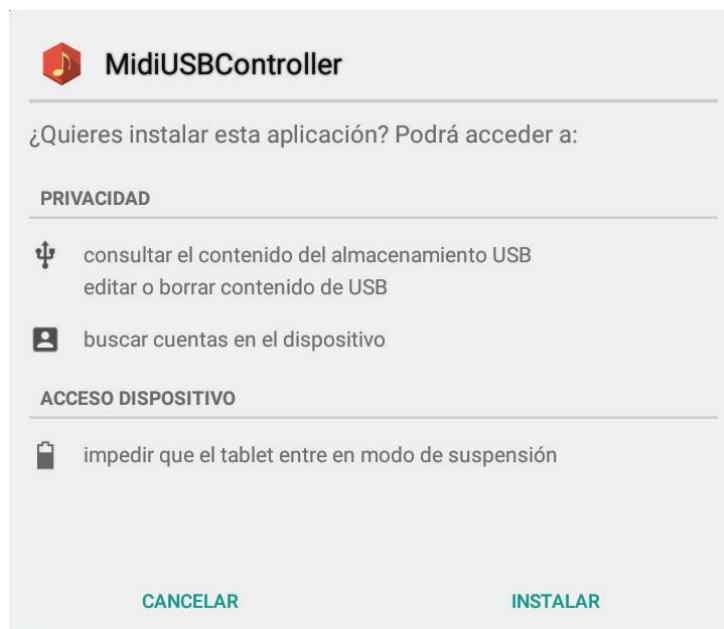 MidiUSBController
¿Quieres instalar esta aplicación? Podrá acceder a:
PRIVACIDAD
consultar el contenido del almacenamiento USB
editar o borrar contenido de USB
buscar cuentas en el dispositivo
ACCESO DISPOSITIVO
impedir que el tablet entre en modo de suspensión
CANCELAR
INSTALAR